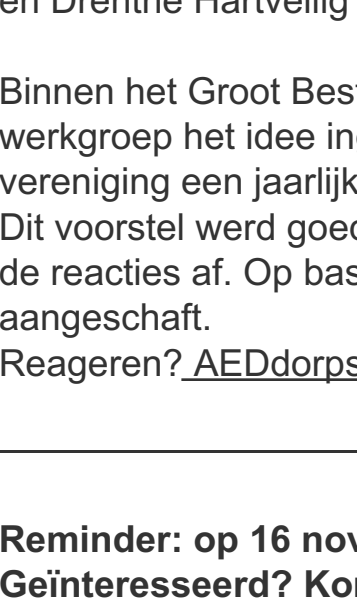 en Drenthe Hartveilig
Binnen het Groot Best
werkgroep het idee in
vereniging een jaarlijk
Dit voorstel werd goe
de reacties af. Op bas
aangeschaft.
Reageren? AEDdorps
Reminder: op 16 nov
Geïnteresseerd? Ko